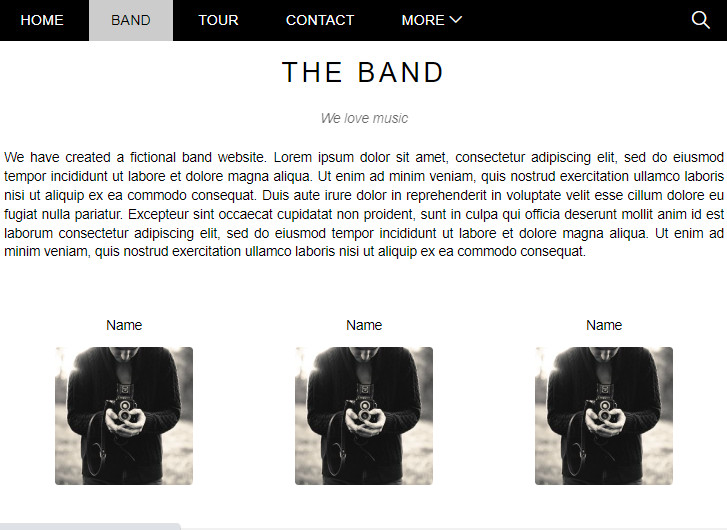 HOME BAND TOUR CONTACT MORE
THE BAND
We love music
We have created a fictional band website. Lorem ipsum dolor sit amet, consectetur adipiscing elit, sed do eiusmod
tempor incididunt ut labore et dolore magna aliqua. Ut enim ad minim veniam, quis nostrud exercitation ullamco laboris
nisi ut aliquip ex ea commodo consequat. Duis aute irure dolor in reprehenderit in voluptate velit esse cillum dolore eu
fugiat nulla pariatur. Excepteur sint occaecat cupidatat non proident, sunt in culpa qui officia deserunt mollit anim id est
laborum consectetur adipiscing elit, sed do eiusmod tempor incididunt ut labore et dolore magna aliqua. Ut enim ad
minim veniam, quis nostrud exercitation ullamco laboris nisi ut aliquip ex ea commodo consequat.
Name Name Name